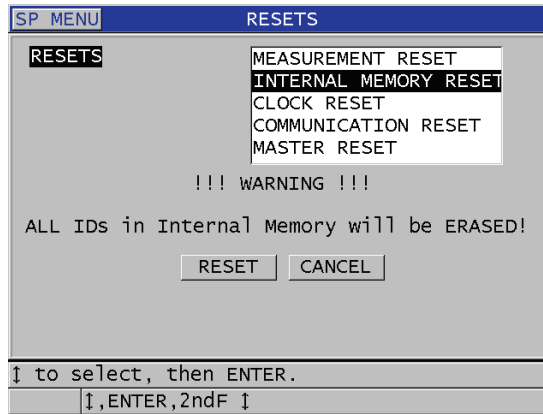 SP MENU RESETS
RESETS
MEASUREMENT RESET
INTERNAL MEMORY RESET
CLOCK RESET
COMMUNICATION RESET
MASTER RESET
!!! WARNING !!!
ALL IDs in Internal Memory will be ERASED!
RESET CANCEL
↕ to select, then ENTER.
↕,ENTER,2ndF ↕